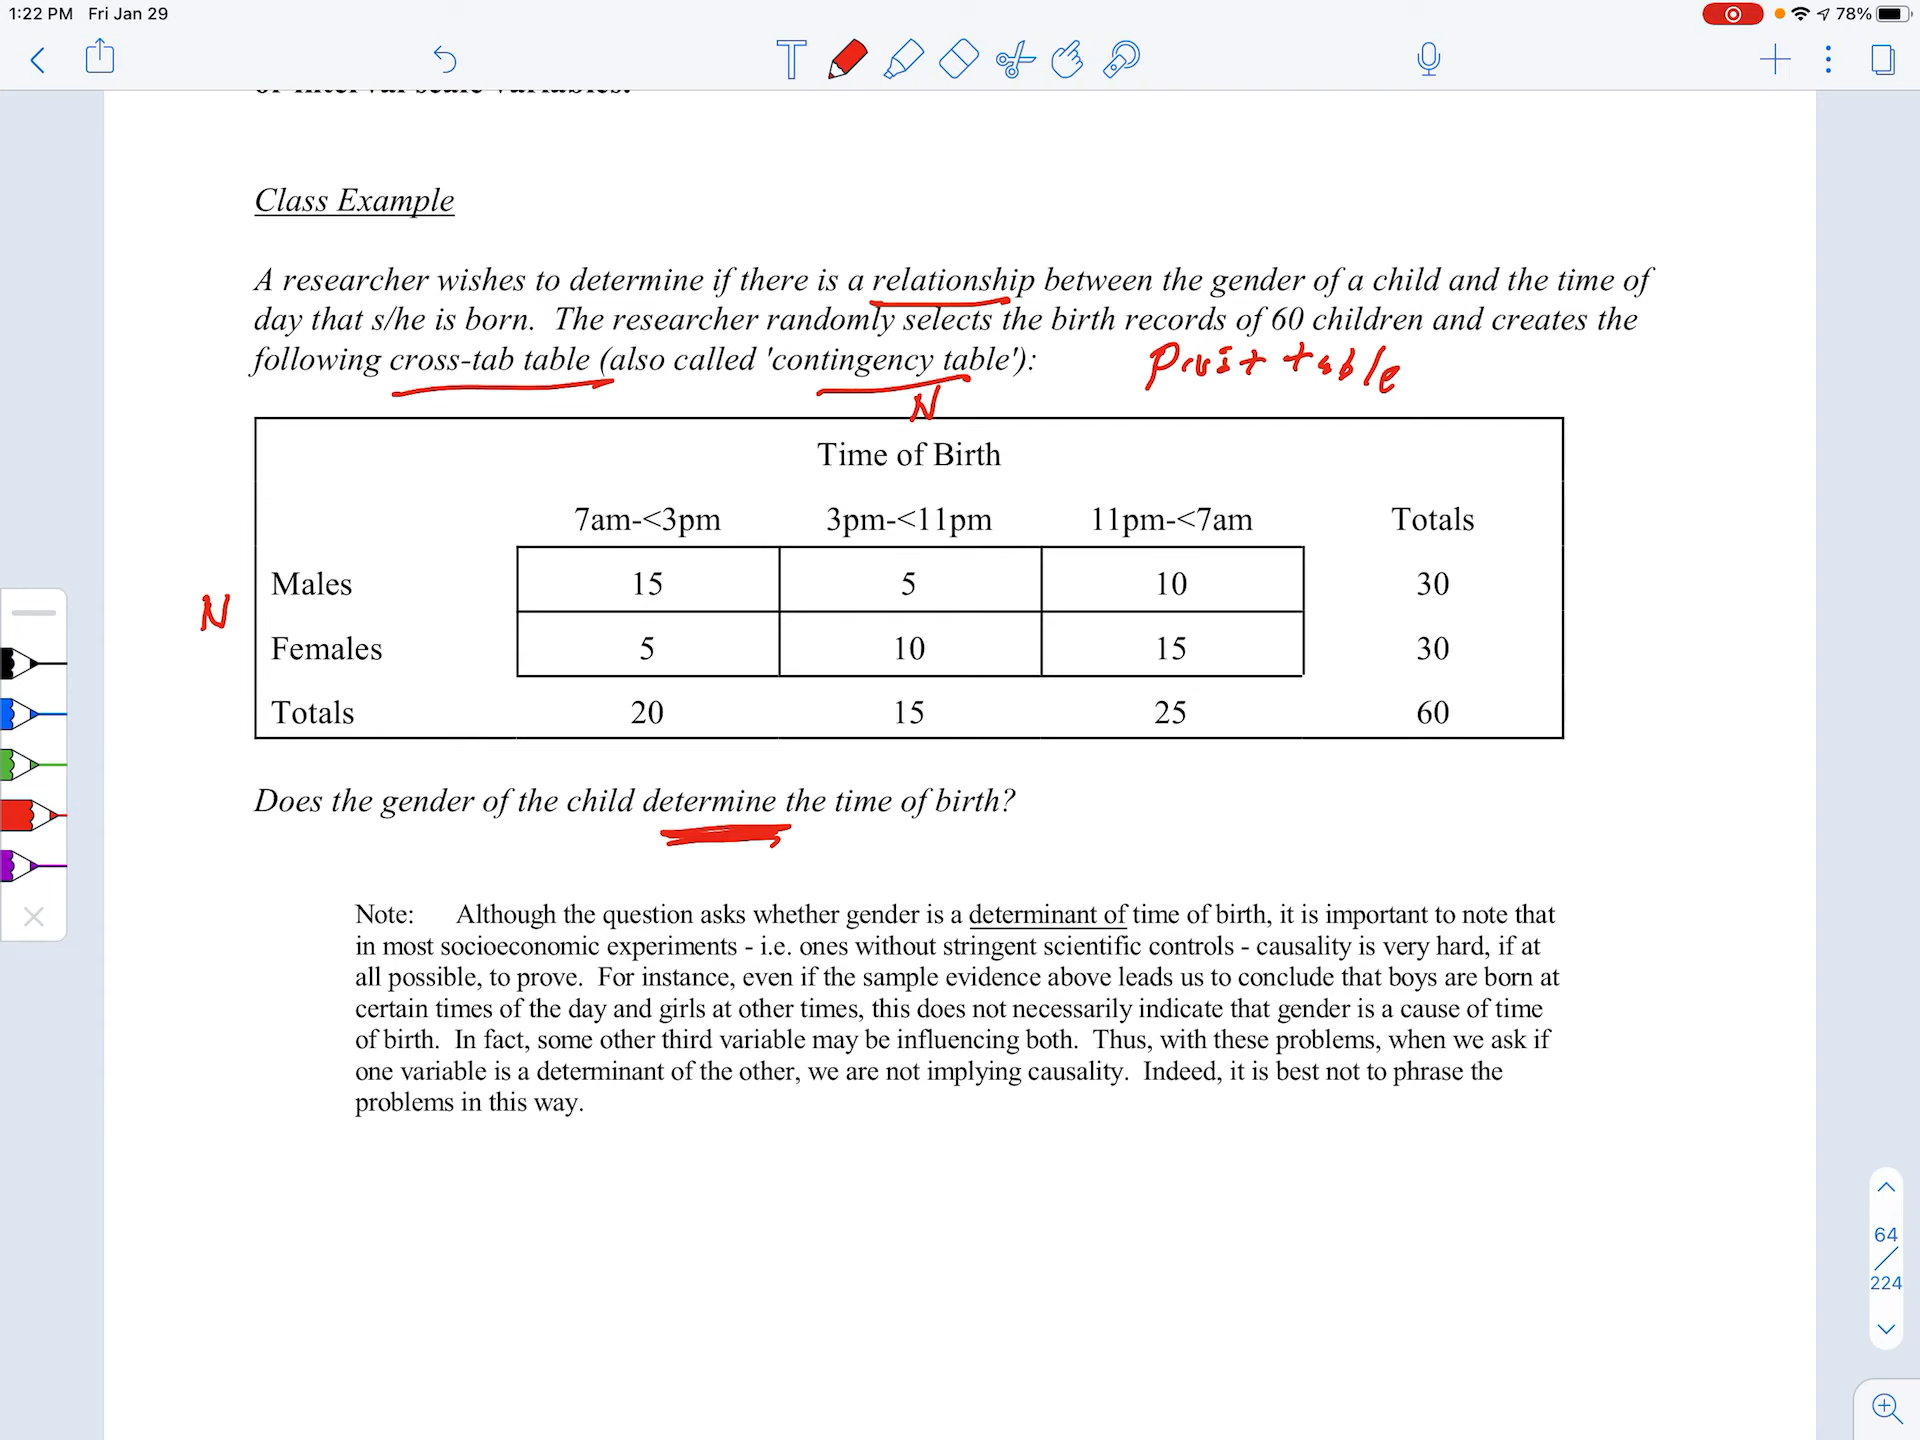 1:22 PM Fri Jan 29
78%
or interval scale variables.
Class Example
A researcher wishes to determine if there is a relationship between the gender of a child and the time of
day that s/he is born. The researcher randomly selects the birth records of 60 children and creates the
following cross-tab table (also called 'contingency table'):
table
N
Time of Birth
7am-<3pm 3pm-<11pm 11pm-<7am Totals
Males 15 5 10 30
N
Females 5 10 15 30
Totals 20 15 25 60
Does the gender of the child determine the time of birth?
Note: Although the question asks whether gender is a determinant of time of birth, it is important to note that
in most socioeconomic experiments - i.e. ones without stringent scientific controls - causality is very hard, if at
all possible, to prove. For instance, even if the sample evidence above leads us to conclude that boys are born at
certain times of the day and girls at other times, this does not necessarily indicate that gender is a cause of time
of birth. In fact, some other third variable may be influencing both. Thus, with these problems, when we ask if
one variable is a determinant of the other, we are not implying causality. Indeed, it is best not to phrase the
problems in this way.
64
/
224